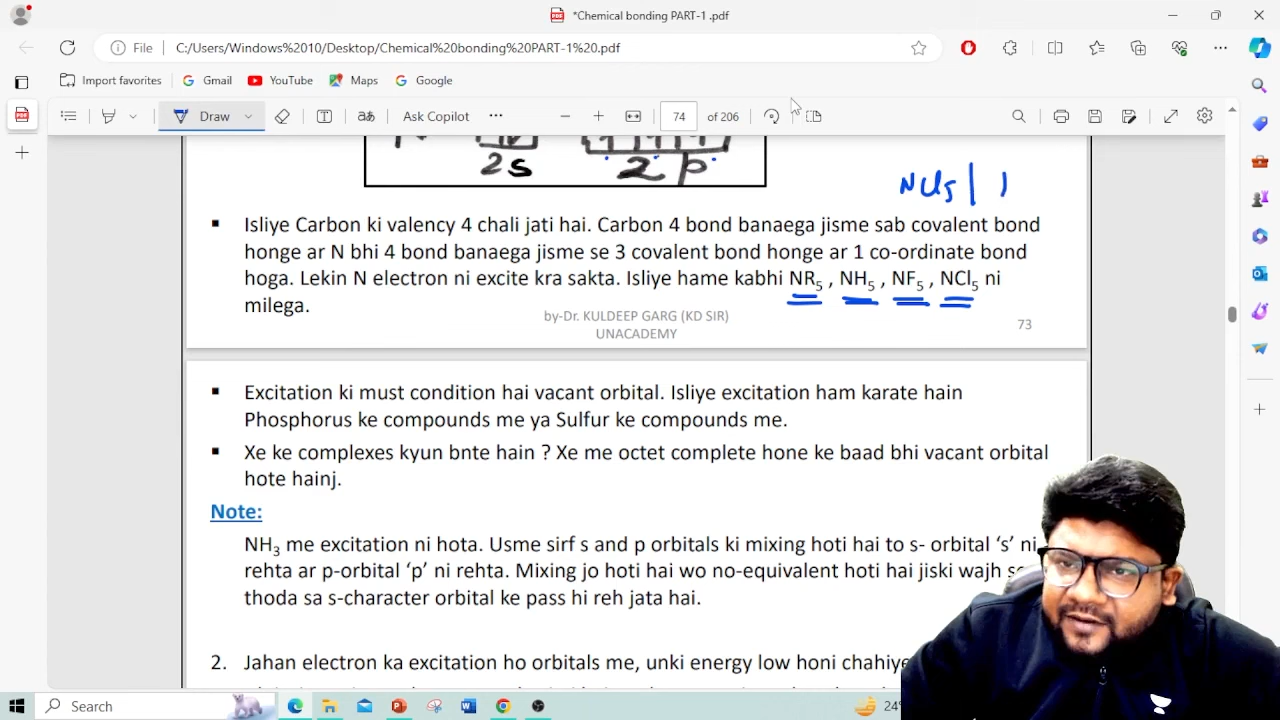 *Chemical bonding PART-1 .pdf
File C:/Users/Windows%2010/Desktop/Chemical%20bonding%20PART-1%20.pdf
Import favorites Gmail YouTube Maps Google
Draw Ask Copilot 74 of 206
2s 2p
NCl5 |
Isliye Carbon ki valency 4 chali jati hai. Carbon 4 bond banaega jisme sab covalent bond
honge ar N bhi 4 bond banaega jisme se 3 covalent bond honge ar 1 co-ordinate bond
hoga. Lekin N electron ni excite kra sakta. Isliye hame kabhi NR5 , NH5 , NF5 , NCl5 ni
milega.
by-Dr. KULDEEP GARG (KD SIR)
UNACADEMY
73
Excitation ki must condition hai vacant orbital. Isliye excitation ham karate hain
Phosphorus ke compounds me ya Sulfur ke compounds me.
Xe ke complexes kyun bnte hain ? Xe me octet complete hone ke baad bhi vacant orbital
hote hainj.
Note:
NH3 me excitation ni hota. Usme sirf s and p orbitals ki mixing hoti hai to s- orbital ‘s’ ni
rehta ar p-orbital ‘p’ ni rehta. Mixing jo hoti hai wo no-equivalent hoti hai jiski wajh
thoda sa s-character orbital ke pass hi reh jata hai.
2. Jahan electron ka excitation ho orbitals me, unki energy low honi chahiye
Search 24°